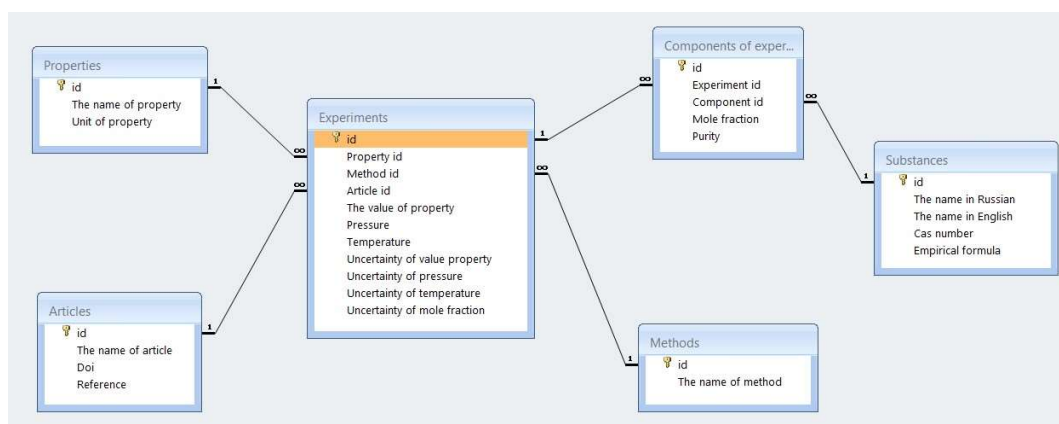 Properties
id
The name of property
Unit of property
1
∞
Experiments
id
Property id
Method id
Article id
The value of property
Pressure
Temperature
Uncertainty of value property
Uncertainty of pressure
Uncertainty of temperature
Uncertainty of mole fraction
∞
1
∞
Components of exper...
id
Experiment id
Component id
Mole fraction
Purity
∞
∞
Substances
id
The name in Russian
The name in English
Cas number
Empirical formula
1
Articles
id
The name of article
Doi
Reference
1
Methods
id
The name of method
1